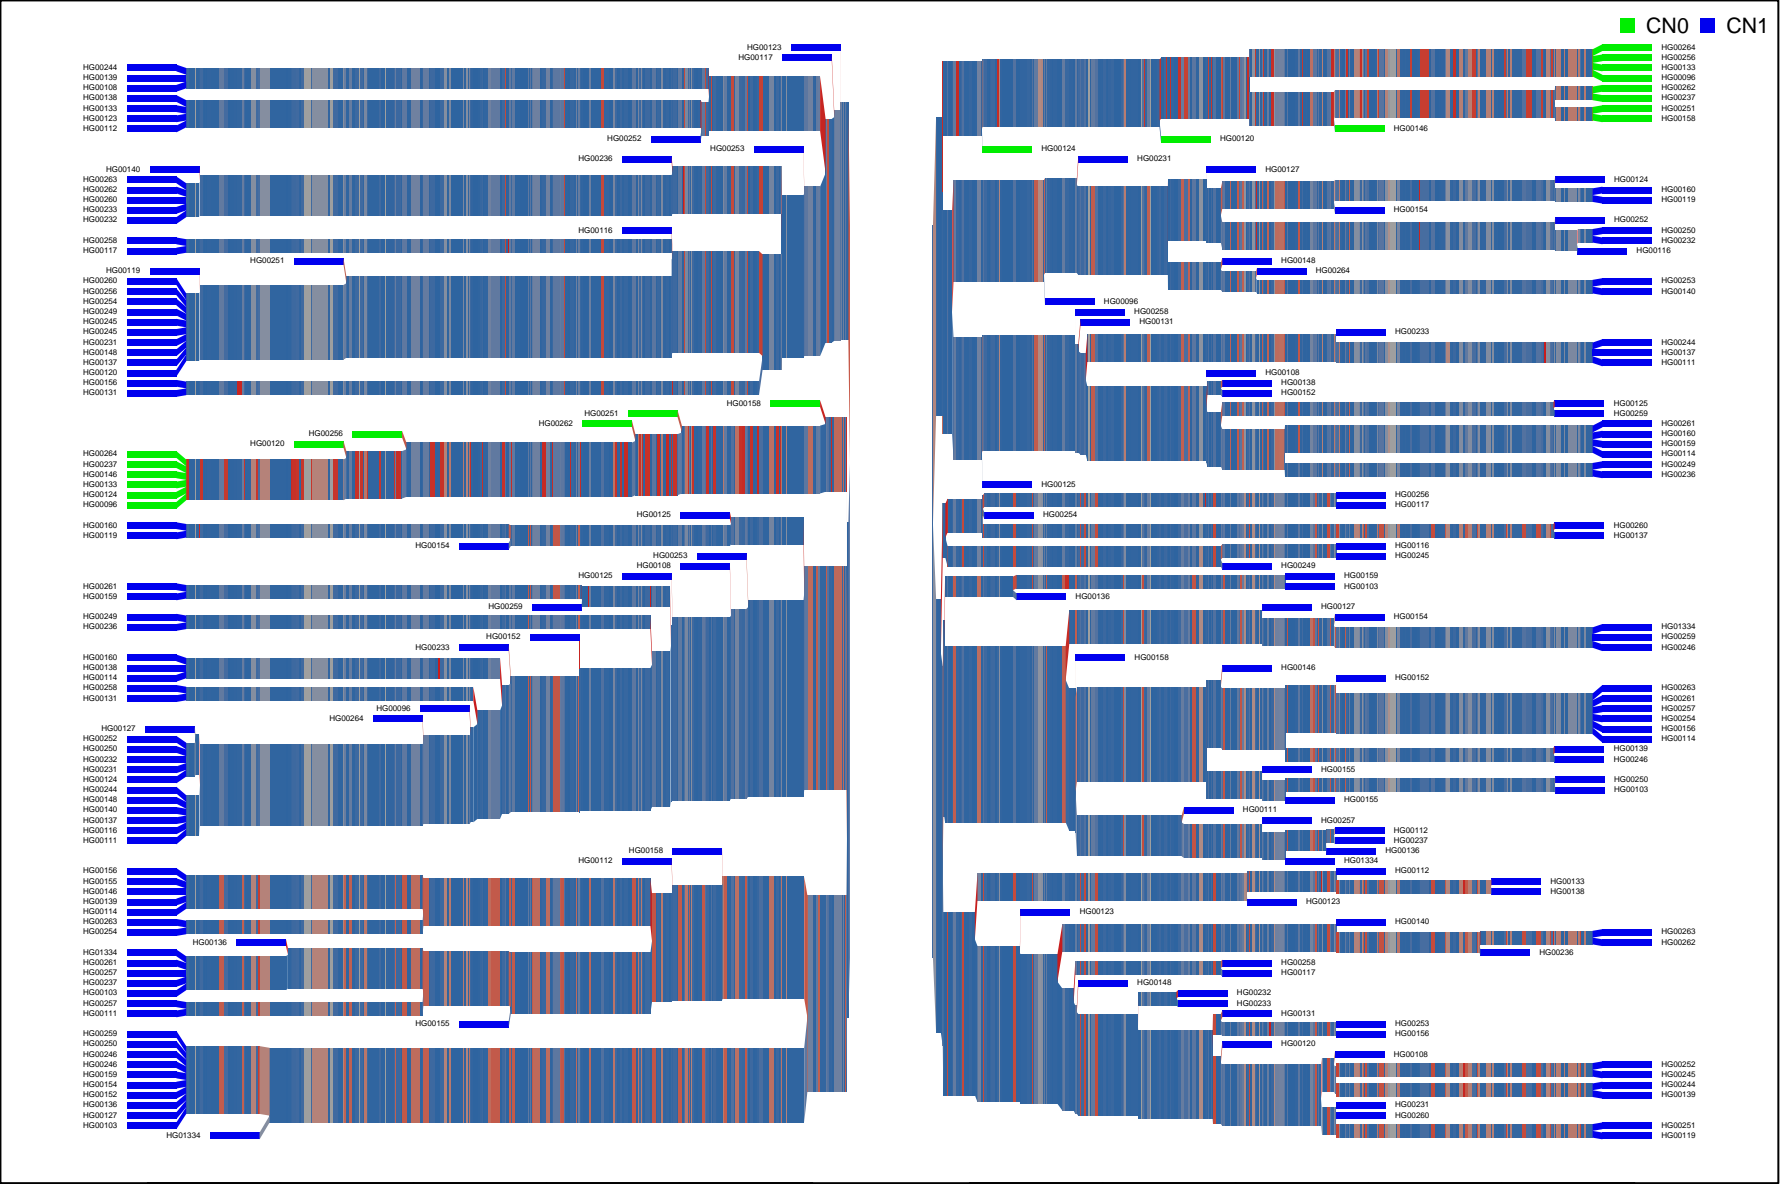 CN0 CN1
HG00123
HG00117
HG00244
HG00139
HG00108
HG00138
HG00133
HG00123
HG00112
HG00252
HG00253
HG00236
HG00140
HG00263
HG00262
HG00260
HG00233
HG00232
HG00116
HG00258
HG00117
HG00251
HG00119
HG00260
HG00256
HG00254
HG00249
HG00245
HG00245
HG00231
HG00148
HG00137
HG00120
HG00156
HG00131
HG00158
HG00251
HG00262
HG00256
HG00120
HG00264
HG00237
HG00146
HG00133
HG00124
HG00096
HG00125
HG00160
HG00119
HG00154
HG00253
HG00108
HG00125
HG00261
HG00159
HG00259
HG00249
HG00236
HG00152
HG00233
HG00160
HG00138
HG00114
HG00258
HG00131
HG00096
HG00264
HG00127
HG00252
HG00250
HG00232
HG00231
HG00124
HG00244
HG00148
HG00140
HG00137
HG00116
HG00111
HG00158
HG00112
HG00156
HG00155
HG00146
HG00139
HG00114
HG00263
HG00254
HG00136
HG01334
HG00261
HG00257
HG00237
HG00103
HG00257
HG00111
HG00155
HG00259
HG00250
HG00246
HG00246
HG00159
HG00154
HG00152
HG00136
HG00127
HG00103
HG01334
HG00264
HG00256
HG00133
HG00096
HG00262
HG00237
HG00251
HG00158
HG00146
HG00120
HG00124
HG00231
HG00127
HG00124
HG00160
HG00119
HG00154
HG00252
HG00250
HG00232
HG00116
HG00148
HG00264
HG00253
HG00140
HG00096
HG00258
HG00131
HG00233
HG00244
HG00137
HG00111
HG00108
HG00138
HG00152
HG00125
HG00259
HG00261
HG00160
HG00159
HG00114
HG00249
HG00236
HG00125
HG00256
HG00117
HG00254
HG00260
HG00137
HG00116
HG00245
HG00249
HG00159
HG00103
HG00136
HG00127
HG00154
HG01334
HG00259
HG00246
HG00158
HG00146
HG00152
HG00263
HG00261
HG00257
HG00254
HG00156
HG00114
HG00139
HG00246
HG00155
HG00250
HG00103
HG00155
HG00111
HG00257
HG00112
HG00237
HG00136
HG01334
HG00112
HG00133
HG00138
HG00123
HG00123
HG00140
HG00263
HG00262
HG00236
HG00258
HG00117
HG00148
HG00232
HG00233
HG00131
HG00253
HG00156
HG00120
HG00108
HG00252
HG00245
HG00244
HG00139
HG00231
HG00260
HG00251
HG00119